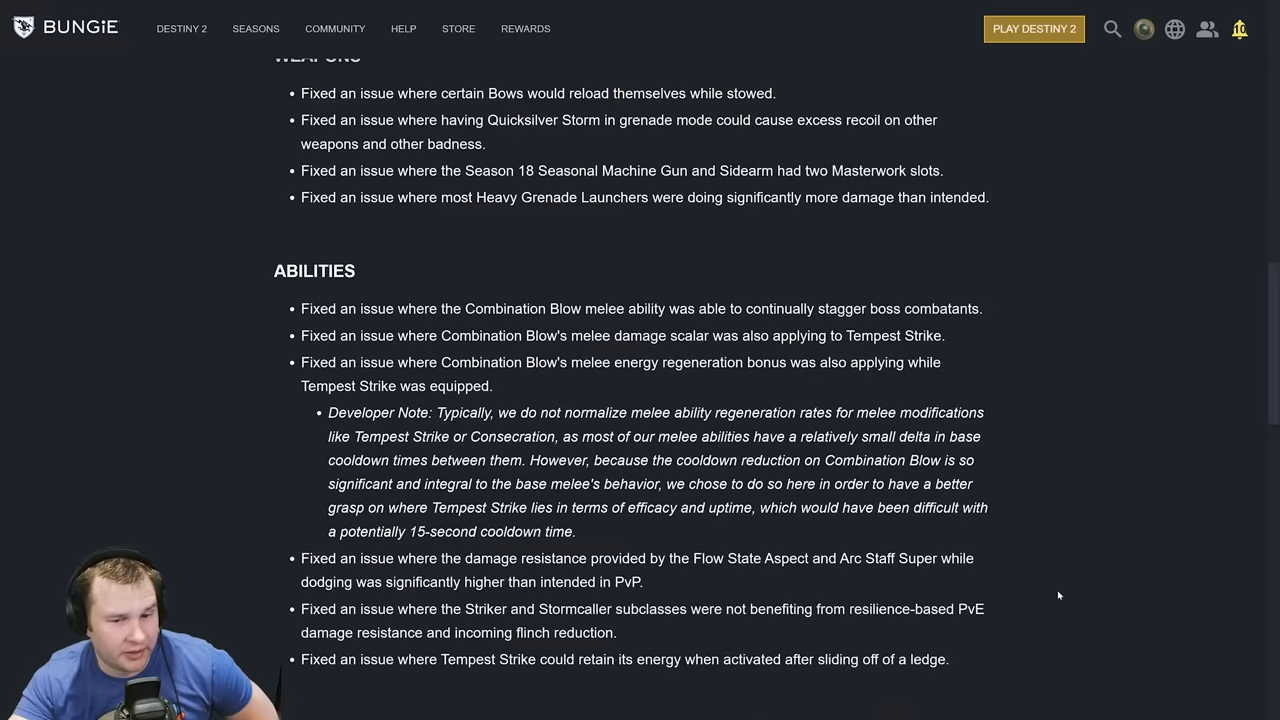 BUNGiE
DESTINY 2
SEASONS
COMMUNITY
HELP
STORE
REWARDS
PLAY DESTINY 2
10
WEAPONS
• Fixed an issue where certain Bows would reload themselves while stowed.
• Fixed an issue where having Quicksilver Storm in grenade mode could cause excess recoil on other
weapons and other badness.
• Fixed an issue where the Season 18 Seasonal Machine Gun and Sidearm had two Masterwork slots.
• Fixed an issue where most Heavy Grenade Launchers were doing significantly more damage than intended.
ABILITIES
• Fixed an issue where the Combination Blow melee ability was able to continually stagger boss combatants.
• Fixed an issue where Combination Blow's melee damage scalar was also applying to Tempest Strike.
• Fixed an issue where Combination Blow's melee energy regeneration bonus was also applying while
Tempest Strike was equipped.
• Developer Note: Typically, we do not normalize melee ability regeneration rates for melee modifications
like Tempest Strike or Consecration, as most of our melee abilities have a relatively small delta in base
cooldown times between them. However, because the cooldown reduction on Combination Blow is so
significant and integral to the base melee's behavior, we chose to do so here in order to have a better
grasp on where Tempest Strike lies in terms of efficacy and uptime, which would have been difficult with
a potentially 15-second cooldown time.
• Fixed an issue where the damage resistance provided by the Flow State Aspect and Arc Staff Super while
dodging was significantly higher than intended in PvP.
• Fixed an issue where the Striker and Stormcaller subclasses were not benefiting from resilience-based PvE
damage resistance and incoming flinch reduction.
• Fixed an issue where Tempest Strike could retain its energy when activated after sliding off of a ledge.